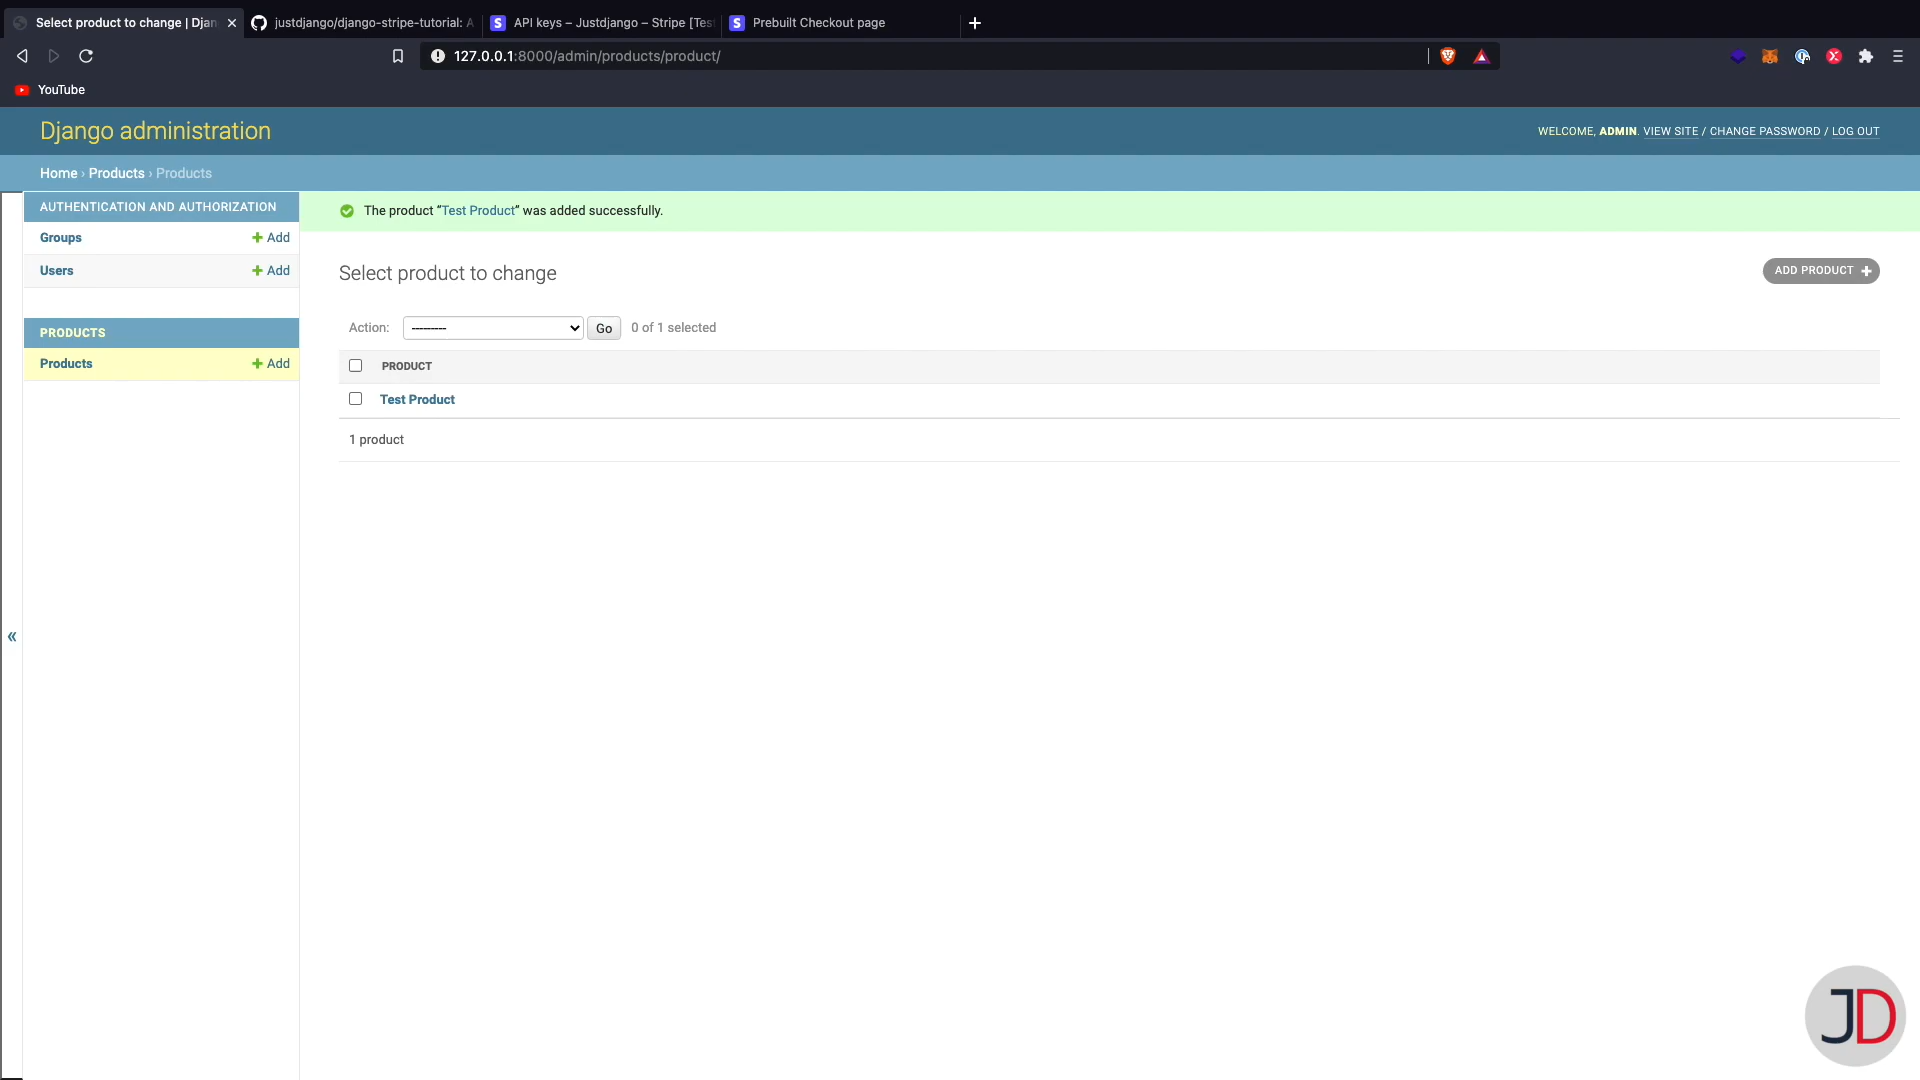 Select product to change | Djan
justdjango/django-stripe-tutorial: A
API keys – Justdjango – Stripe [Test
Prebuilt Checkout page
127.0.0.1:8000/admin/products/product/
YouTube
Django administration
WELCOME, ADMIN. VIEW SITE / CHANGE PASSWORD / LOG OUT
Home › Products › Products
AUTHENTICATION AND AUTHORIZATION
Groups + Add
Users + Add
PRODUCTS
Products + Add
The product “Test Product” was added successfully.
Select product to change
ADD PRODUCT +
Action: --------- Go 0 of 1 selected
PRODUCT
Test Product
1 product
«
JD